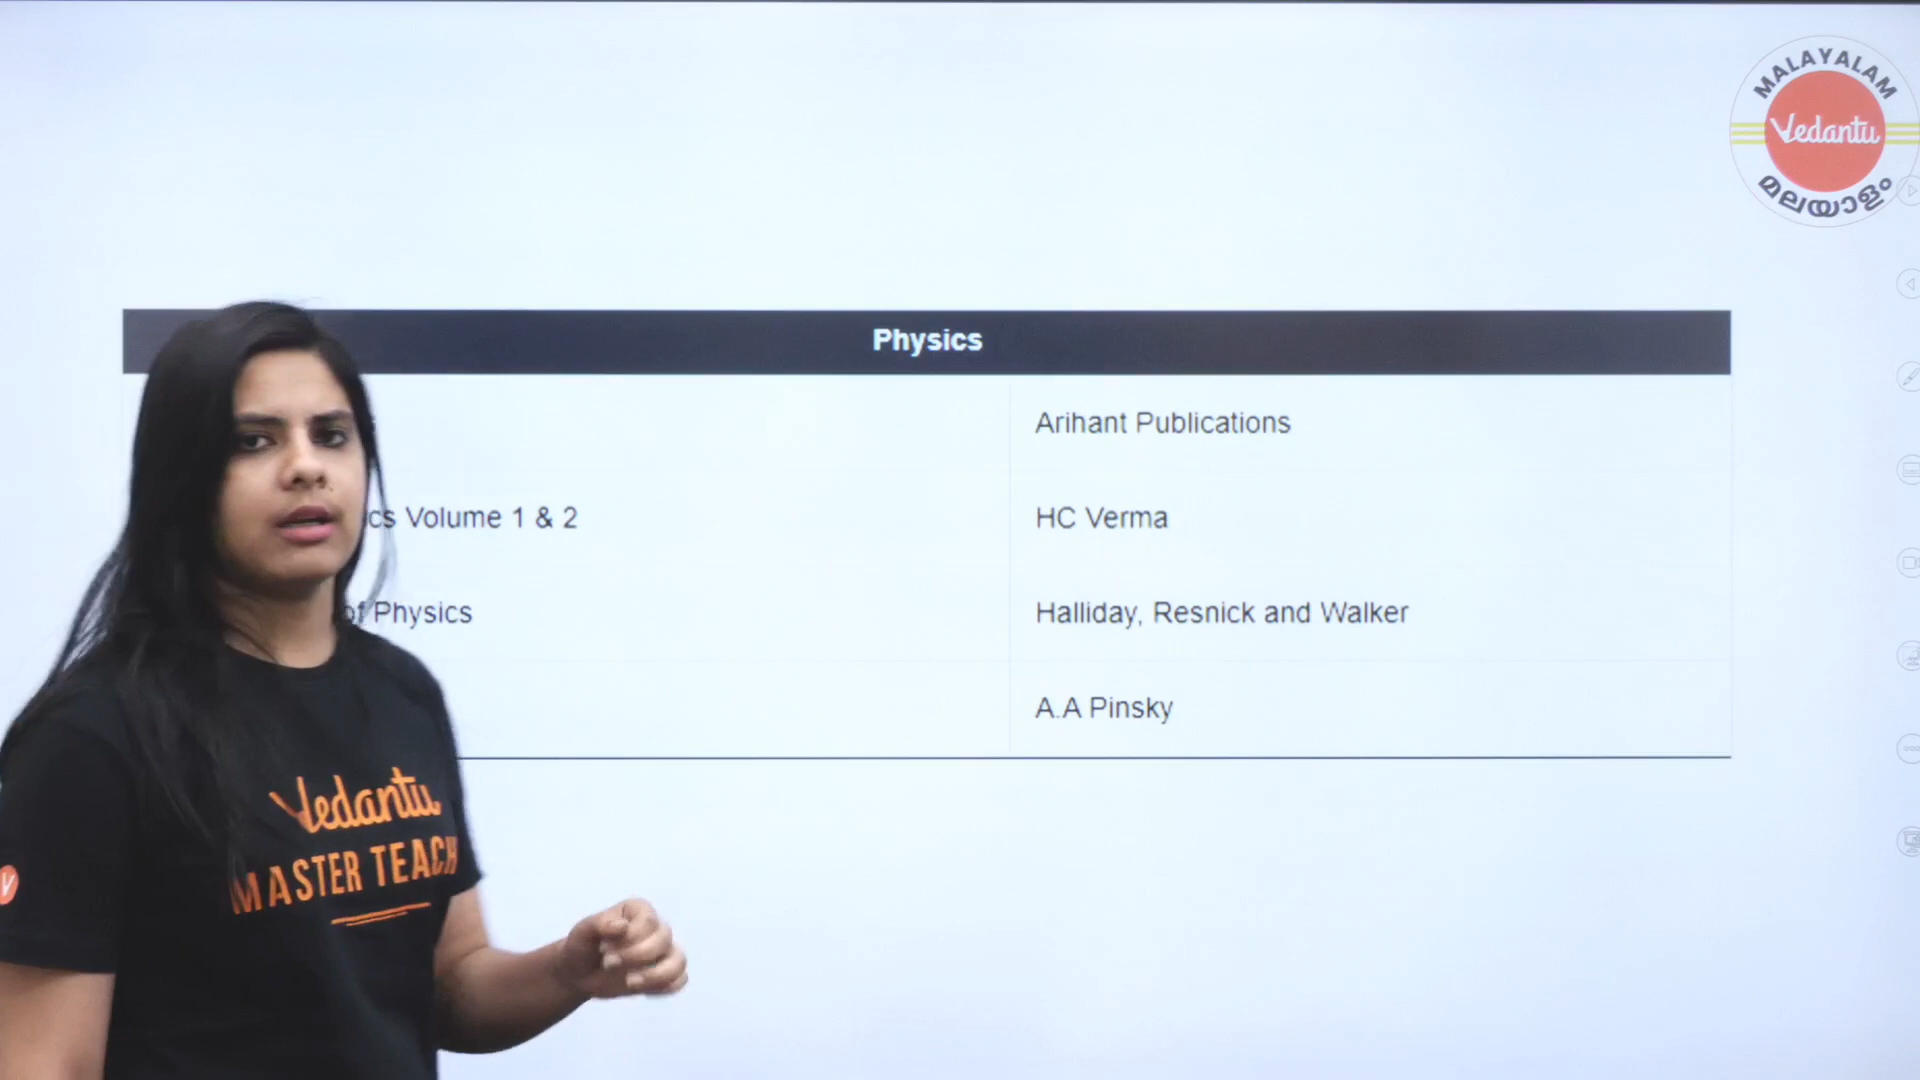 MALAYALAM
Vedantu
മലയാളം
Physics
Arihant Publications
Volume 1 & 2
HC Verma
of Physics
Halliday, Resnick and Walker
A.A Pinsky
Vedantu
MASTER TEACH
V